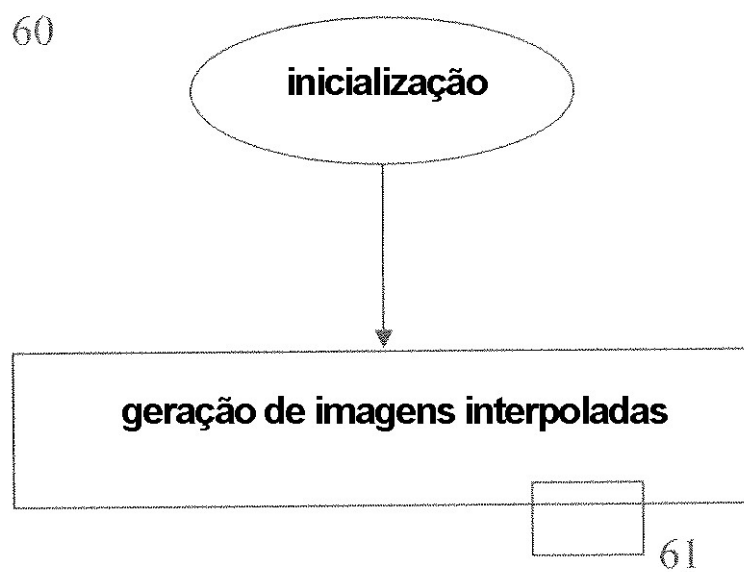 60
inicialização
geração de imagens interpoladas
61